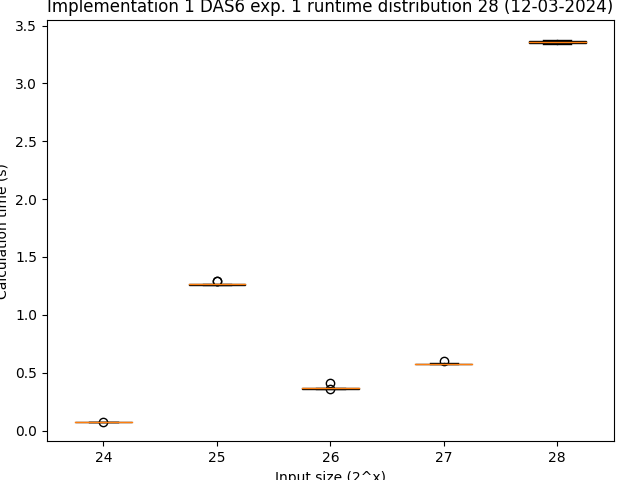 Implementation 1 DAS6 exp. 1 runtime distribution 28 (12-03-2024)
3.5
3.0
2.5
2.0
1.5
1.0
0.5
0.0
Calculation time (s)
24 25 26 27 28
Input size (2^x)